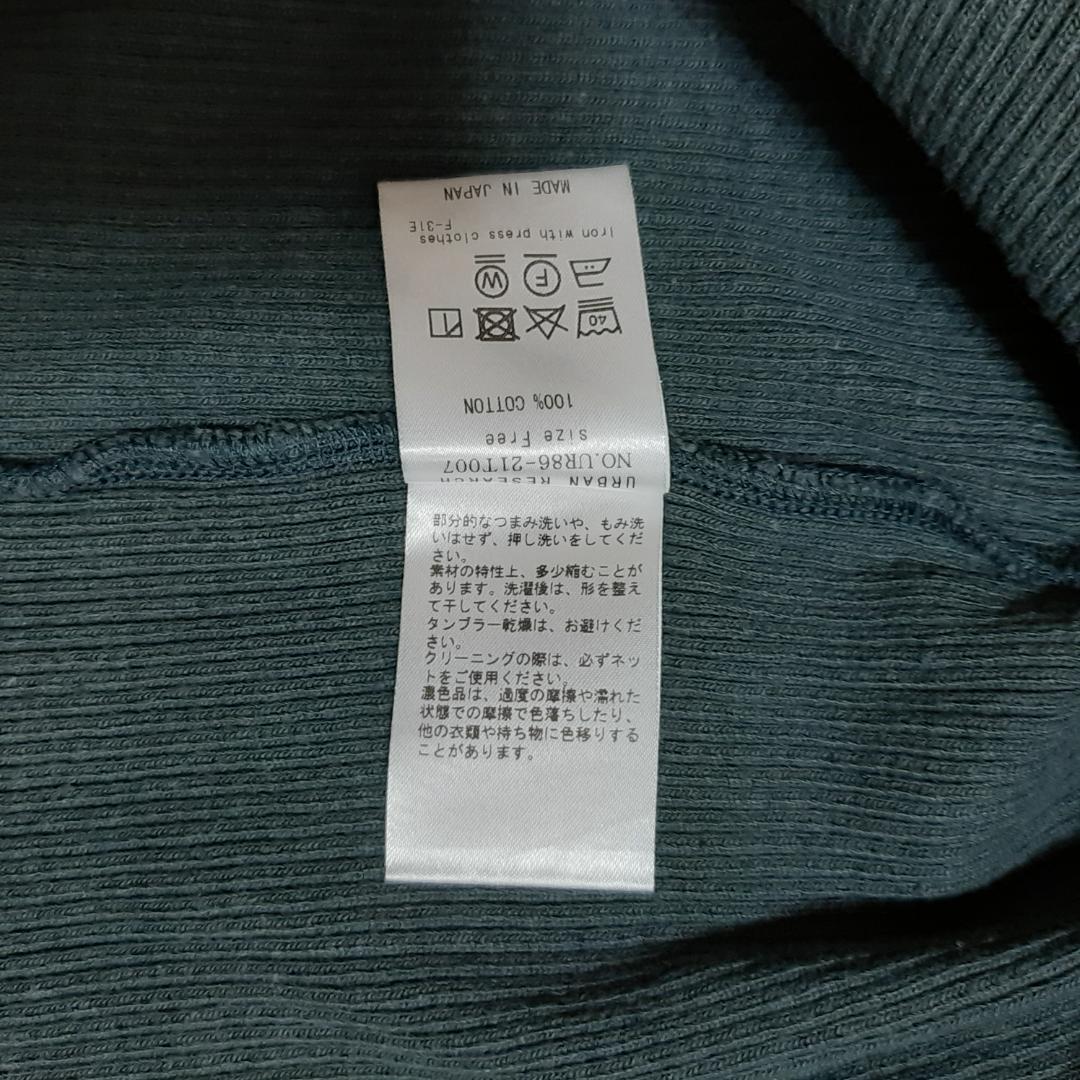 URBAN RESEARCH
NO.UR86-21T007
size Free
100% COTTON
40
F W
Iron with press clothes
F-31E
MADE IN JAPAN
部分的なつまみ洗いや、もみ洗
いはせず、押し洗いをしてくだ
さい。
素材の特性上、多少縮むことが
あります。洗濯後は、形を整え
て干してください。
タンブラー乾燥は、お避けくだ
さい。
クリーニングの際は、必ずネッ
トをご使用ください。
濃色品は、過度の摩擦や濡れた
状態での摩擦で色落ちしたり、
他の衣類や持ち物に色移りする
ことがあります。